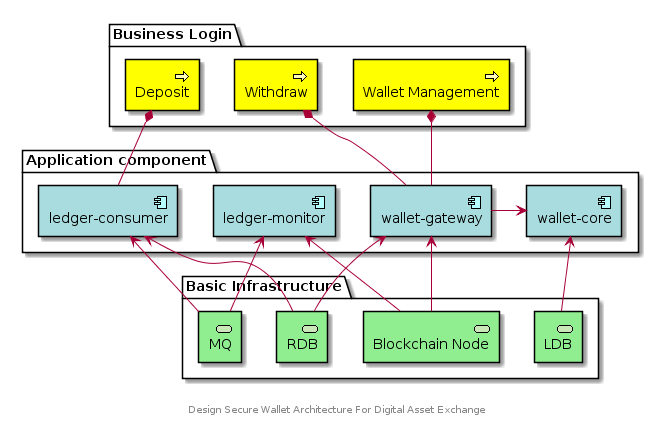 Business Login
Deposit
Withdraw
Wallet Management
Application component
ledger-consumer
ledger-monitor
wallet-gateway
wallet-core
Basic Infrastructure
MQ
RDB
Blockchain Node
LDB
Design Secure Wallet Architecture For Digital Asset Exchange